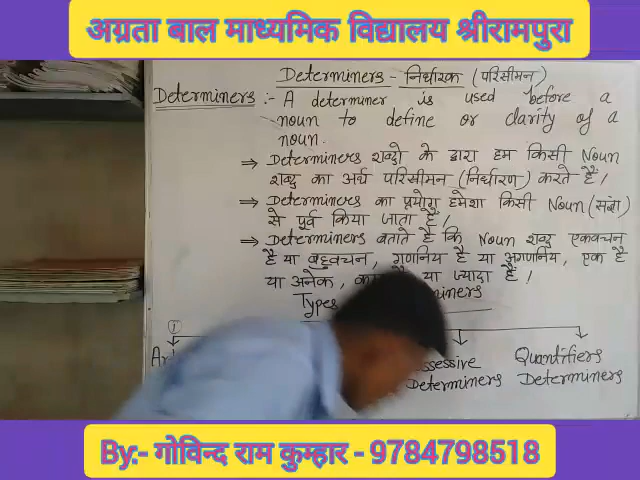 अग्रता बाल माध्यमिक विद्यालय श्रीरामपुरा
Determiners - निर्धारक (परिसीमन)
Determiners :- A determiner is used before a
noun to define or clarity of a
noun.
⇒ Determiners शब्दो के द्वारा हम किसी Noun
शब्द का अर्थ परिसीमन (निर्धारण) करते है।
⇒ Determiners का प्रयोग हमेशा किसी Noun (संज्ञा)
से पूर्व किया जाता है।
⇒ Determiners बताते है कि Noun शब्द एकवचन
है या बहुवचन, गणनिय है या अगणनिय, एक है
या अनेक, या ज्यादा है।
Types
①
Quantifiers
Determiners Determiners
By:- गोविन्द राम कुम्हार - 9784798518